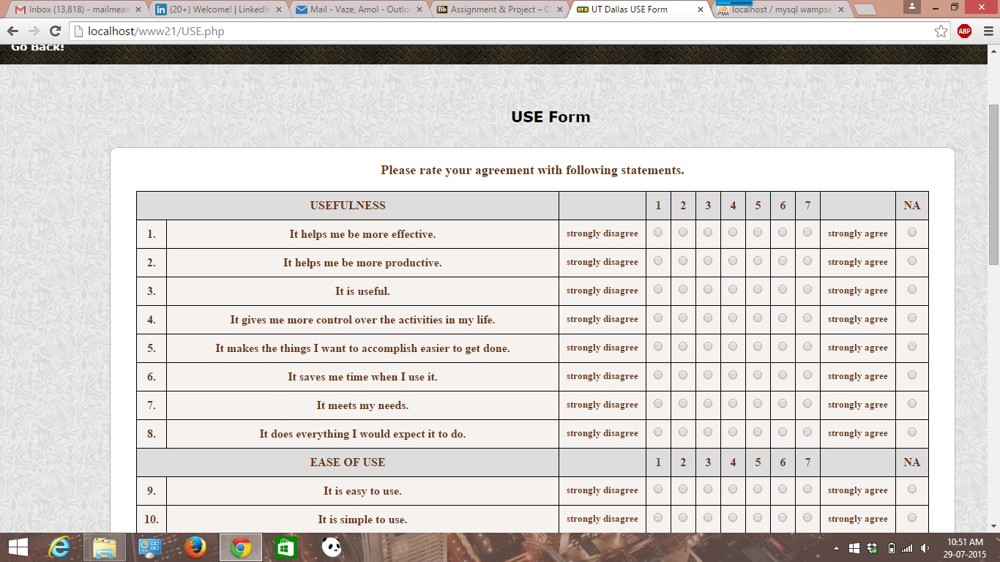 Inbox (13,818) - mailmean
(20+) Welcome! | LinkedIn
Mail - Vaze, Amol - Outlo
Bb Assignment & Project – C
UTD UT Dallas USE Form
PMA localhost / mysql wampse
localhost/www21/USE.php
ABP
Go Back!
USE Form
Please rate your agreement with following statements.
USEFULNESS 1 2 3 4 5 6 7 NA
1. It helps me be more effective. strongly disagree strongly agree
2. It helps me be more productive. strongly disagree strongly agree
3. It is useful. strongly disagree strongly agree
4. It gives me more control over the activities in my life. strongly disagree strongly agree
5. It makes the things I want to accomplish easier to get done. strongly disagree strongly agree
6. It saves me time when I use it. strongly disagree strongly agree
7. It meets my needs. strongly disagree strongly agree
8. It does everything I would expect it to do. strongly disagree strongly agree
EASE OF USE 1 2 3 4 5 6 7 NA
9. It is easy to use. strongly disagree strongly agree
10. It is simple to use. strongly disagree strongly agree
10:51 AM
29-07-2015